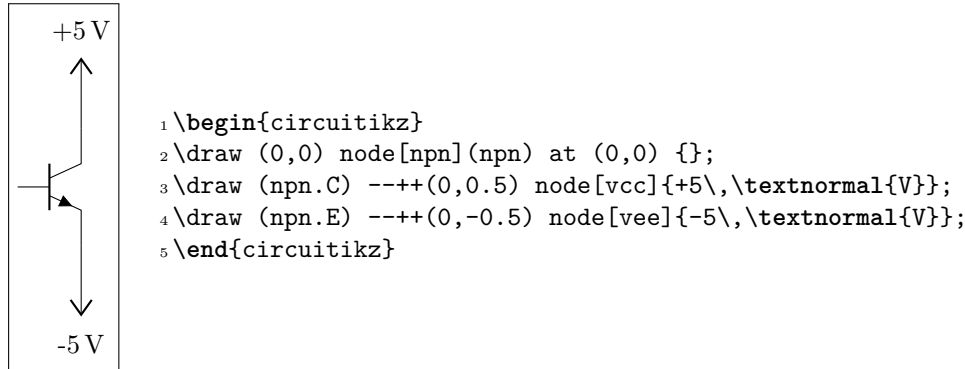 +5 V
-5 V
1 \begin{circuitikz}
2 \draw (0,0) node[npn](npn) at (0,0) {};
3 \draw (npn.C) --++(0,0.5) node[vcc]{+5\,\textnormal{V}};
4 \draw (npn.E) --++(0,-0.5) node[vee]{-5\,\textnormal{V}};
5 \end{circuitikz}